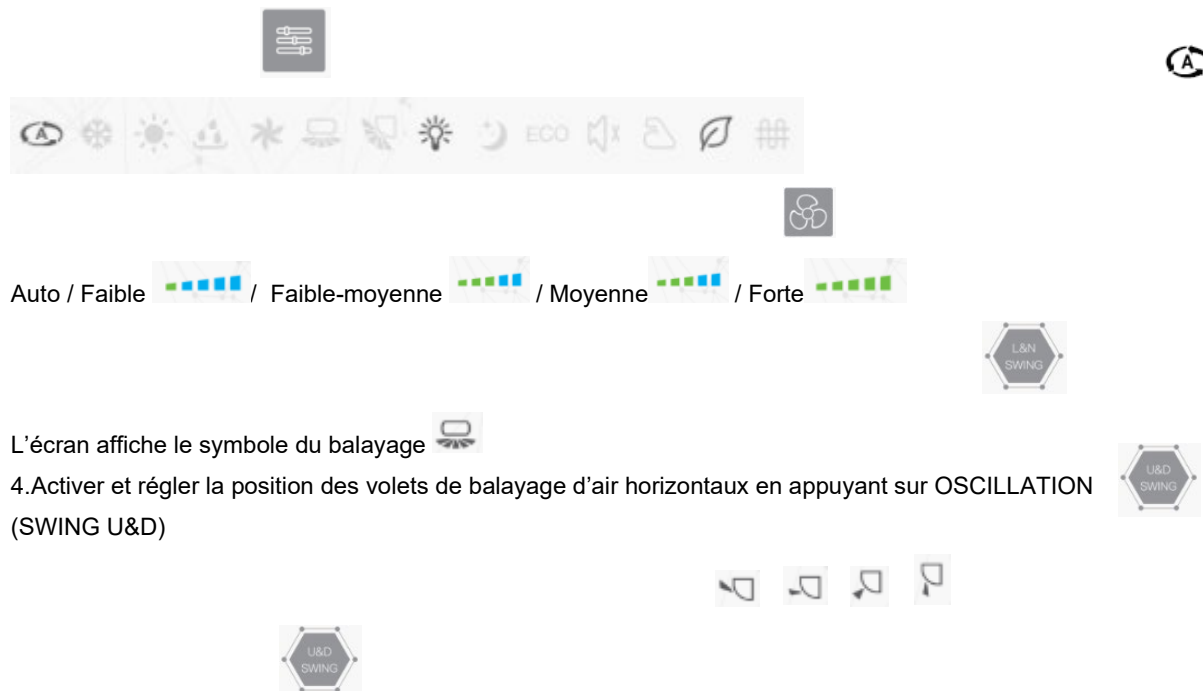 A
A ECO
Auto / Faible / Faible-moyenne / Moyenne / Forte
L&N
SWING
L’écran affiche le symbole du balayage
4.Activer et régler la position des volets de balayage d’air horizontaux en appuyant sur OSCILLATION
U&D
SWING
(SWING U&D)
U&D
SWING